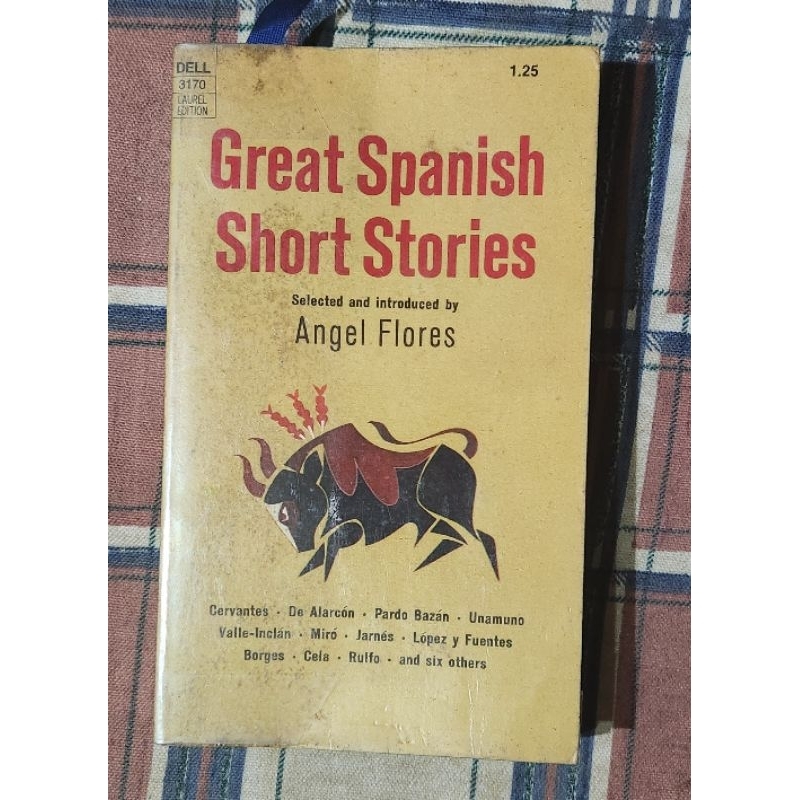 DELL
3170
LAUREL
EDITION
1.25
Great Spanish
Short Stories
Selected and introduced by
Angel Flores
Cervantes · De Alarcón · Pardo Bazán · Unamuno
Valle-Inclán · Miró · Jarnés · López y Fuentes
Borges · Cela · Rulfo · and six others